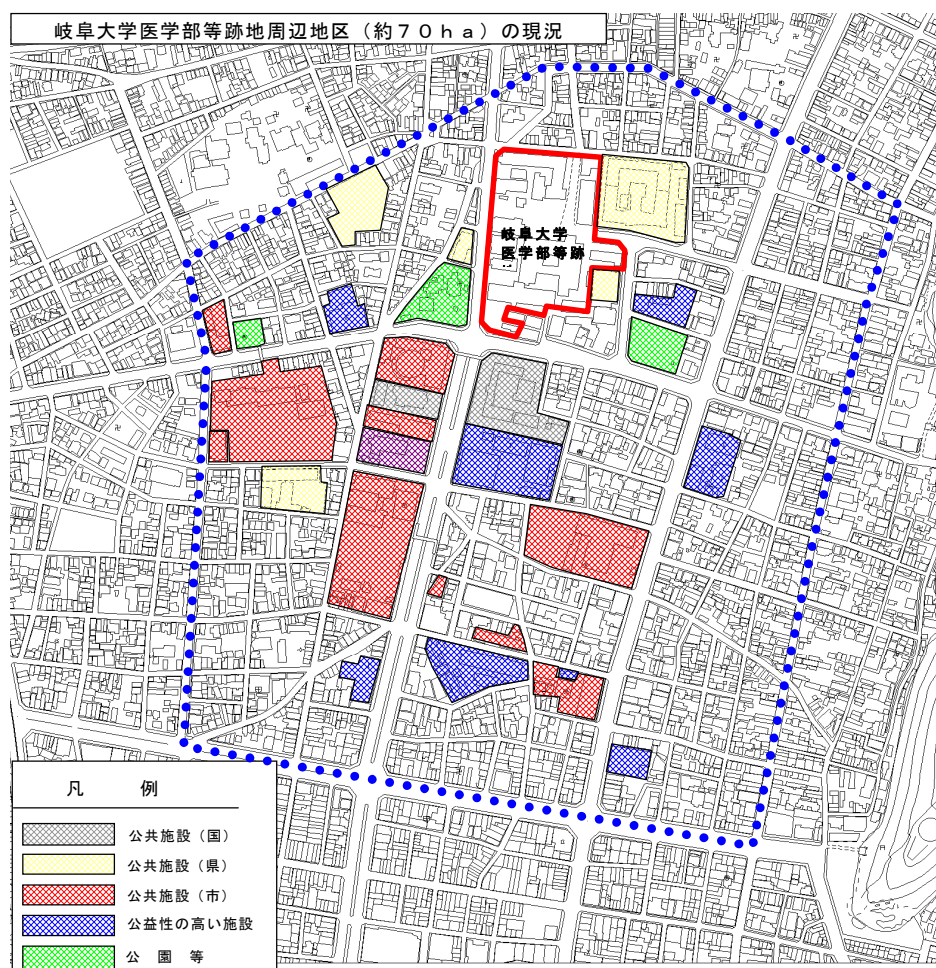 岐阜大学医学部等跡地周辺地区（約７０ｈａ）の現況
岐阜大学
医学部等跡
凡　例
公共施設（国）
公共施設（県）
公共施設（市）
公益性の高い施設
公　園　等